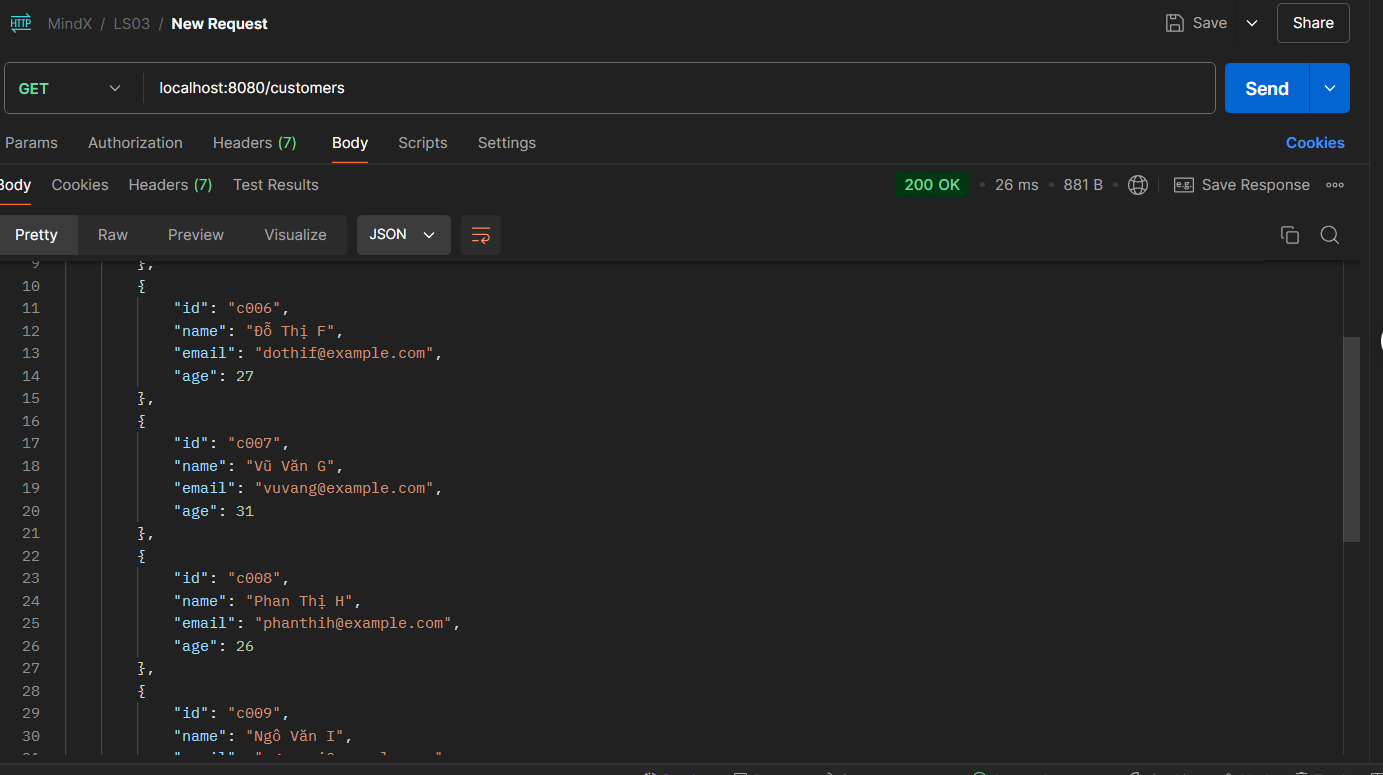 HTTP MindX / LS03 / New Request Save Share
GET localhost:8080/customers Send
Params Authorization Headers (7) Body Scripts Settings Cookies
Body Cookies Headers (7) Test Results 200 OK • 26 ms • 881 B • e.g. Save Response
Pretty Raw Preview Visualize JSON
9 },
10 {
11 "id": "c006",
12 "name": "Đỗ Thị F",
13 "email": "dothif@example.com",
14 "age": 27
15 },
16 {
17 "id": "c007",
18 "name": "Vũ Văn G",
19 "email": "vuvang@example.com",
20 "age": 31
21 },
22 {
23 "id": "c008",
24 "name": "Phan Thị H",
25 "email": "phanthih@example.com",
26 "age": 26
27 },
28 {
29 "id": "c009",
30 "name": "Ngô Văn I",